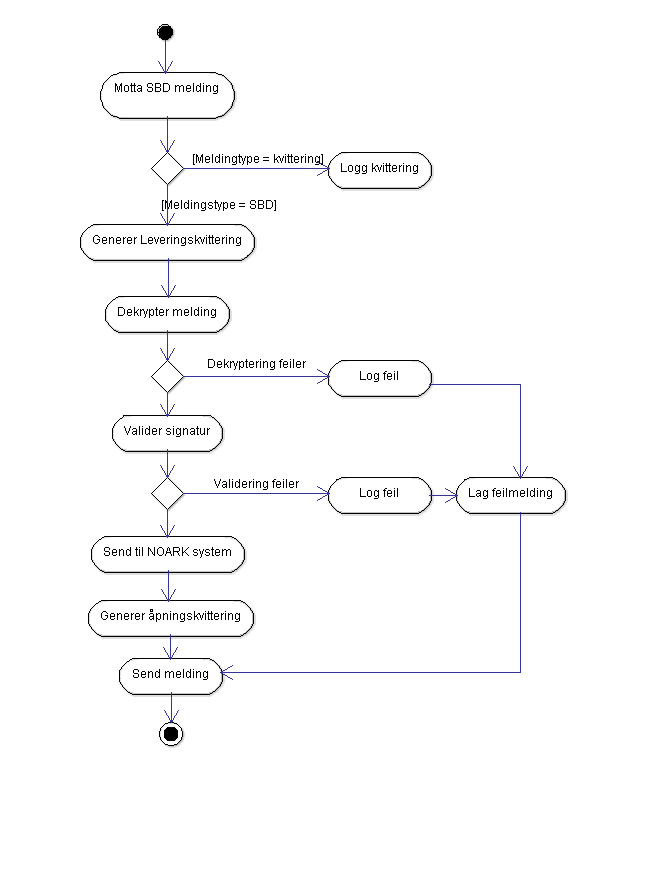 Motta SBD melding
[Meldingtype = kvittering]
Logg kvittering
[Meldingstype = SBD]
Generer Leveringskvittering
Dekrypter melding
Dekryptering feiler
Log feil
Valider signatur
Validering feiler
Log feil
Lag feilmelding
Send til NOARK system
Generer åpningskvittering
Send melding